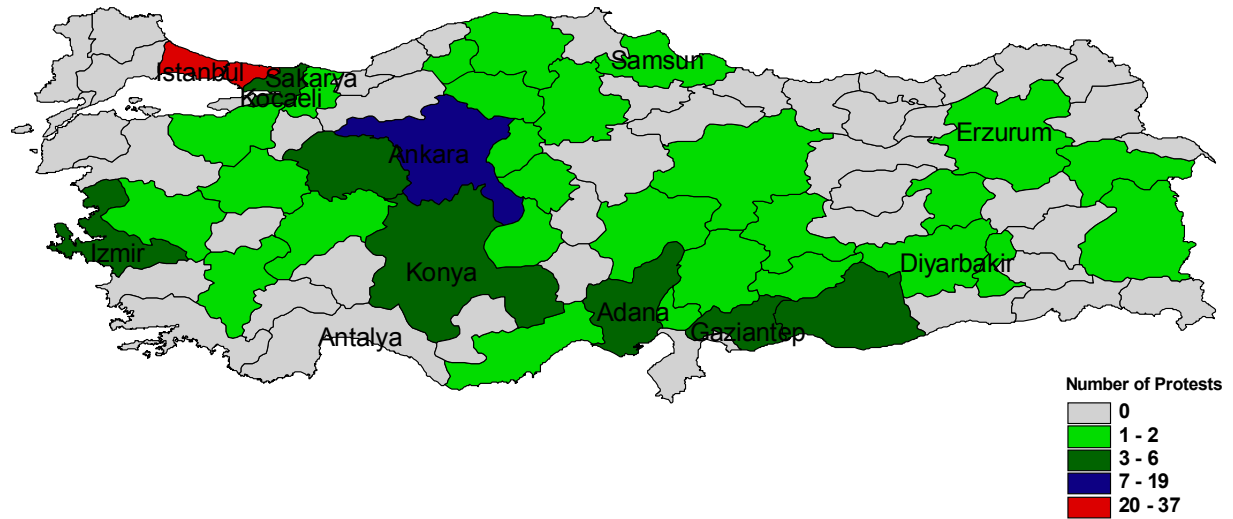 Samsun
Istanbul
Sakarya
Kocaeli
Erzurum
Ankara
Izmir
Konya
Diyarbakir
Adana
Antalya
Gaziantep
Number of Protests
0
1 - 2
3 - 6
7 - 19
20 - 37